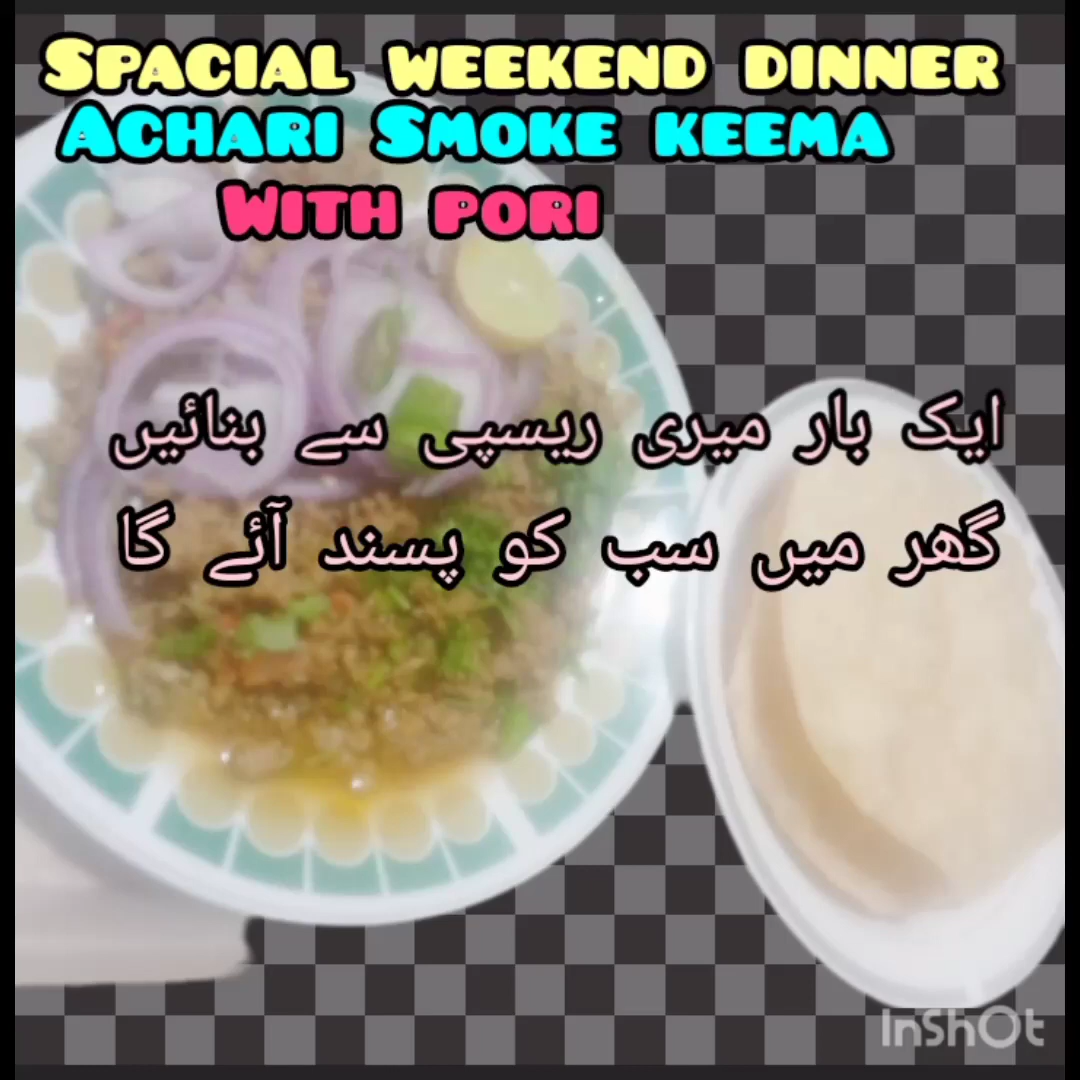 SPACIAL WEEKEND DINNER
ACHARI SMOKE KEEMA
WITH PORI
ایک بار میری ریسپی سے بنائیں
گھر میں سب کو پسند آئے گا
InShOt